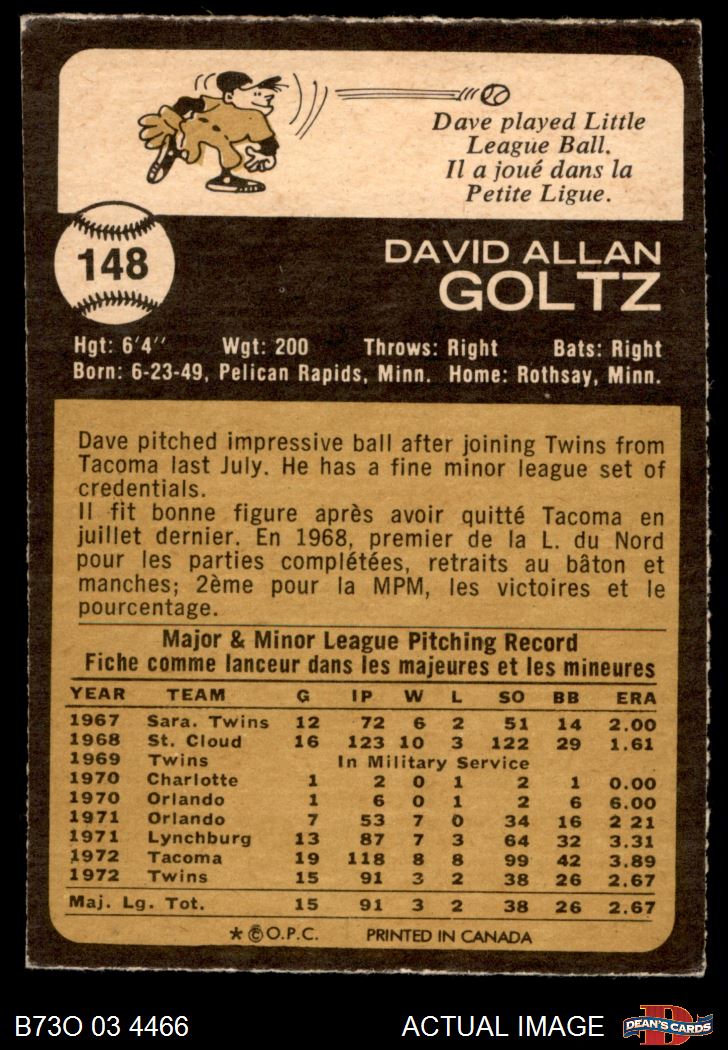 Dave played Little
League Ball.
Il a joué dans la
Petite Ligue.
148
DAVID ALLAN
GOLTZ
Hgt: 6'4" Wgt: 200 Throws: Right Bats: Right
Born: 6-23-49, Pelican Rapids, Minn. Home: Rothsay, Minn.
Dave pitched impressive ball after joining Twins from
Tacoma last July. He has a fine minor league set of
credentials.
Il fit bonne figure après avoir quitté Tacoma en
juillet dernier. En 1968, premier de la L. du Nord
pour les parties complétées, retraits au bâton et
manches; 2ème pour la MPM, les victoires et le
pourcentage.
Major & Minor League Pitching Record
Fiche comme lanceur dans les majeures et les mineures
YEAR TEAM G IP W L SO BB ERA
1967 Sara. Twins 12 72 6 2 51 14 2.00
1968 St. Cloud 16 123 10 3 122 29 1.61
1969 Twins In Military Service
1970 Charlotte 1 2 0 1 2 1 0.00
1970 Orlando 1 6 0 1 2 6 6.00
1971 Orlando 7 53 7 0 34 16 2 21
1971 Lynchburg 13 87 7 3 64 32 3.31
1972 Tacoma 19 118 8 8 99 42 3.89
1972 Twins 15 91 3 2 38 26 2.67
Maj. Lg. Tot. 15 91 3 2 38 26 2.67
* © O.P.C. PRINTED IN CANADA
B73O 03 4466 ACTUAL IMAGE D DEAN'S CARDS